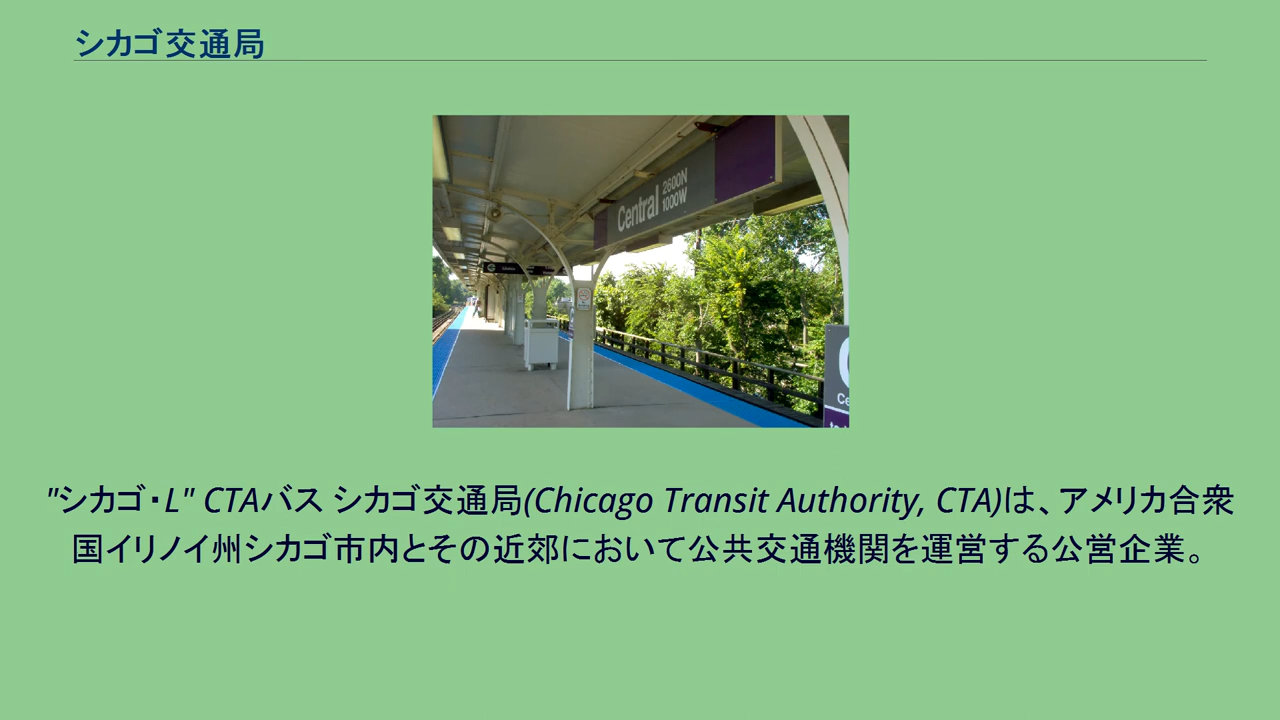 シカゴ交通局
Central 2600N
1000W
"シカゴ・L" CTAバス シカゴ交通局(Chicago Transit Authority, CTA)は、アメリカ合衆
国イリノイ州シカゴ市内とその近郊において公共交通機関を運営する公営企業。